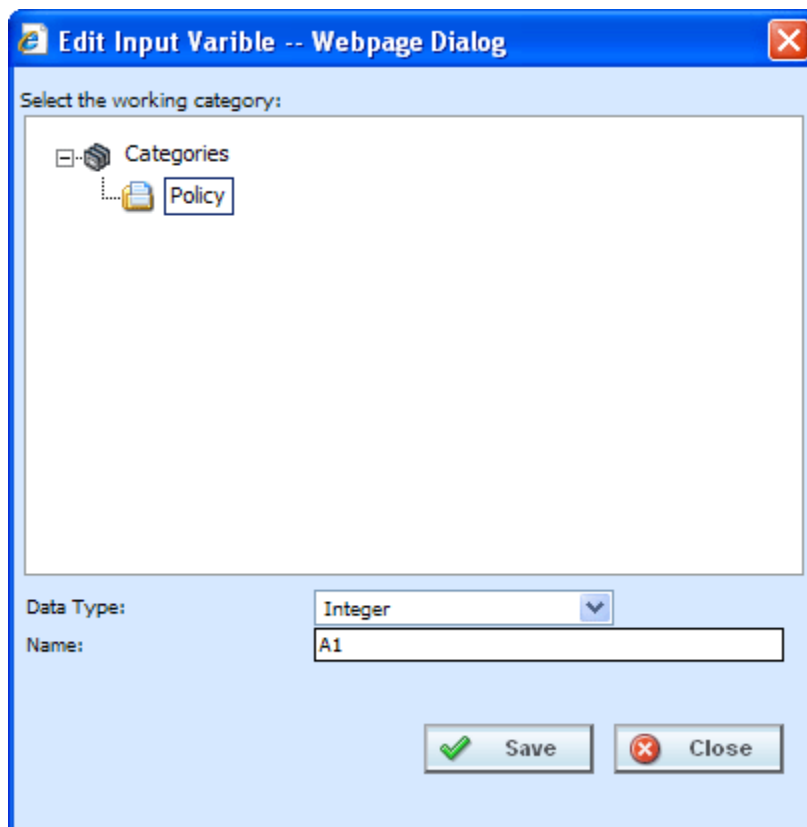 Edit Input Varible -- Webpage Dialog
Select the working category:
Categories
Policy
Data Type: Integer
Name: A1
Save Close